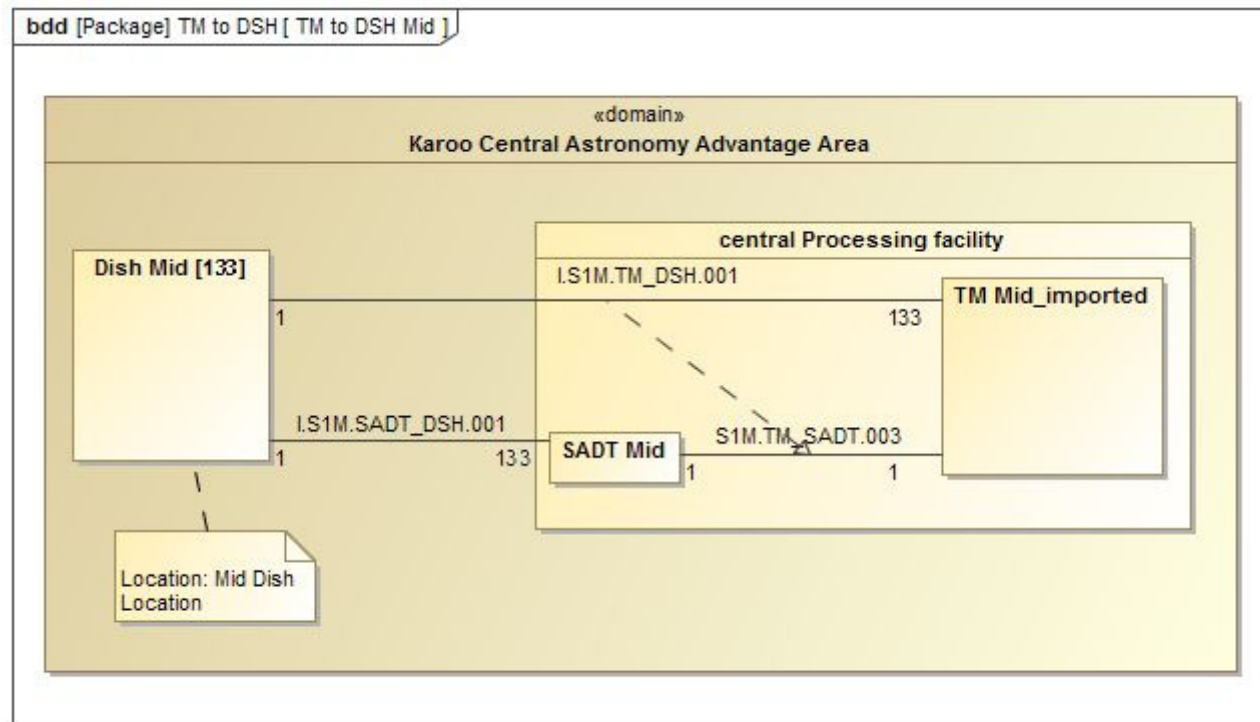 bdd [Package] TM to DSH [ TM to DSH Mid ]
«domain»
Karoo Central Astronomy Advantage Area
central Processing facility
Dish Mid [133]
I.S1M.TM_DSH.001
TM Mid_imported
1
133
I.S1M.SADT_DSH.001
S1M.TM_SADT.003
SADT Mid
1
133
1
1
Location: Mid Dish
Location